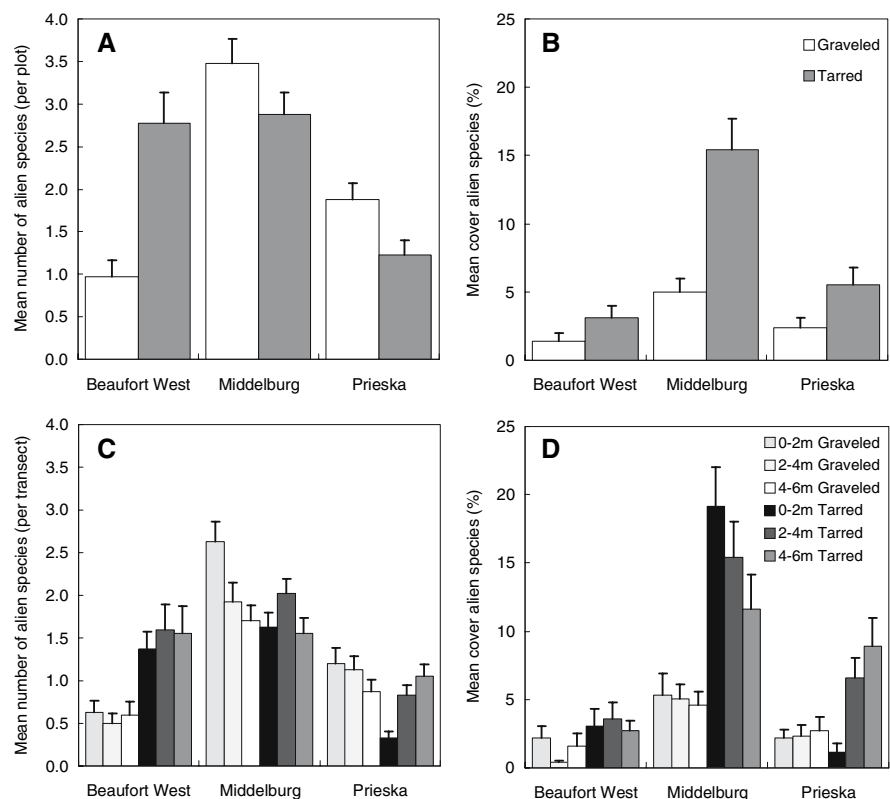 A
Mean number of alien species (per plot)
4.0
3.5
3.0
2.5
2.0
1.5
1.0
0.5
0.0
Beaufort West Middelburg Prieska
B
Mean cover alien species (%)
25
20
15
10
5
0
Graveled
Tarred
Beaufort West Middelburg Prieska
C
Mean number of alien species (per transect)
4.0
3.5
3.0
2.5
2.0
1.5
1.0
0.5
0.0
Beaufort West Middelburg Prieska
D
Mean cover alien species (%)
25
20
15
10
5
0
0-2m Graveled
2-4m Graveled
4-6m Graveled
0-2m Tarred
2-4m Tarred
4-6m Tarred
Beaufort West Middelburg Prieska